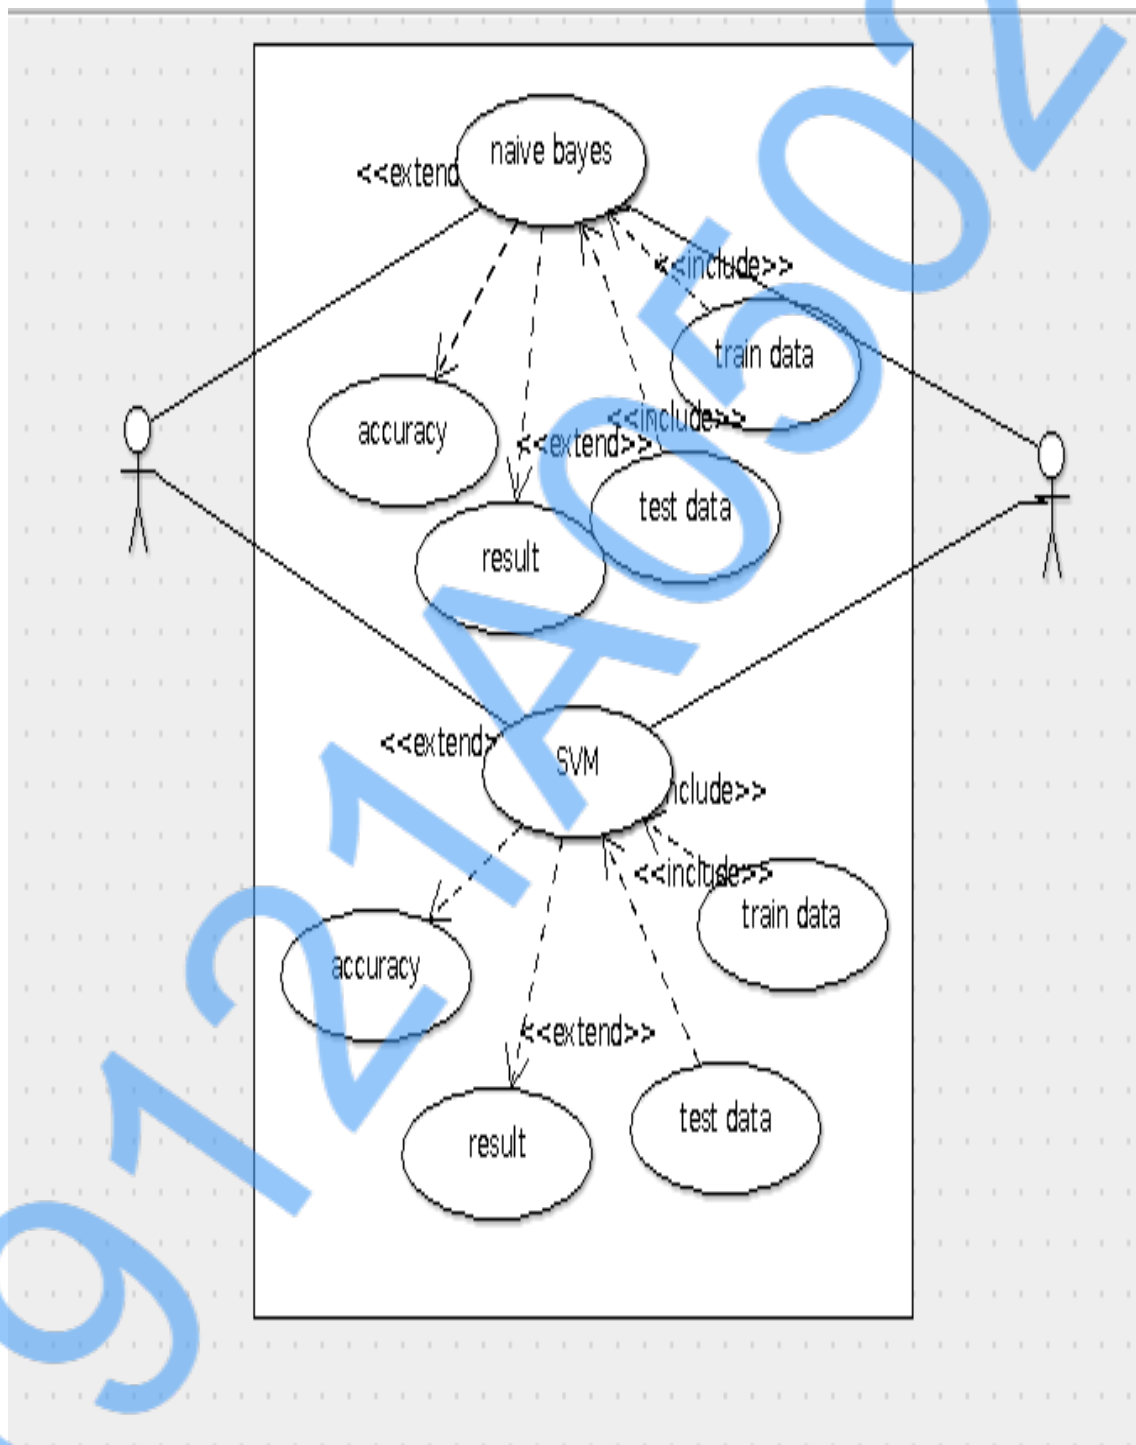 naive bayes
<<extend
<<include>>
train data
<<include>>
accuracy
<<extend>>
test data
result
<<extend>
SVM
nclude>>
<<include>>
train data
accuracy
<<extend>>
test data
result
9121A0502